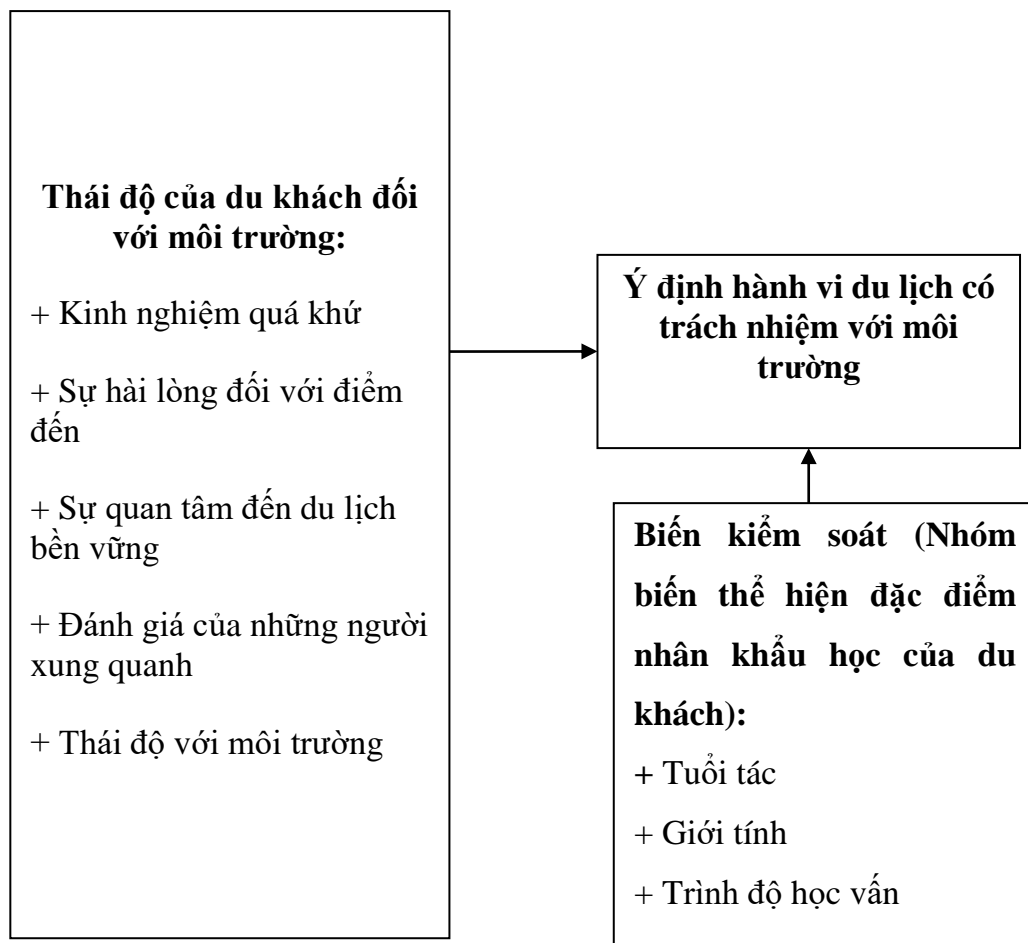 Thái độ của du khách đối
với môi trường:
+ Kinh nghiệm quá khứ
+ Sự hài lòng đối với điểm
đến
+ Sự quan tâm đến du lịch
bền vững
+ Đánh giá của những người
xung quanh
+ Thái độ với môi trường
Ý định hành vi du lịch có
trách nhiệm với môi
trường
Biến kiểm soát (Nhóm
biến thể hiện đặc điểm
nhân khẩu học của du
khách):
+ Tuổi tác
+ Giới tính
+ Trình độ học vấn